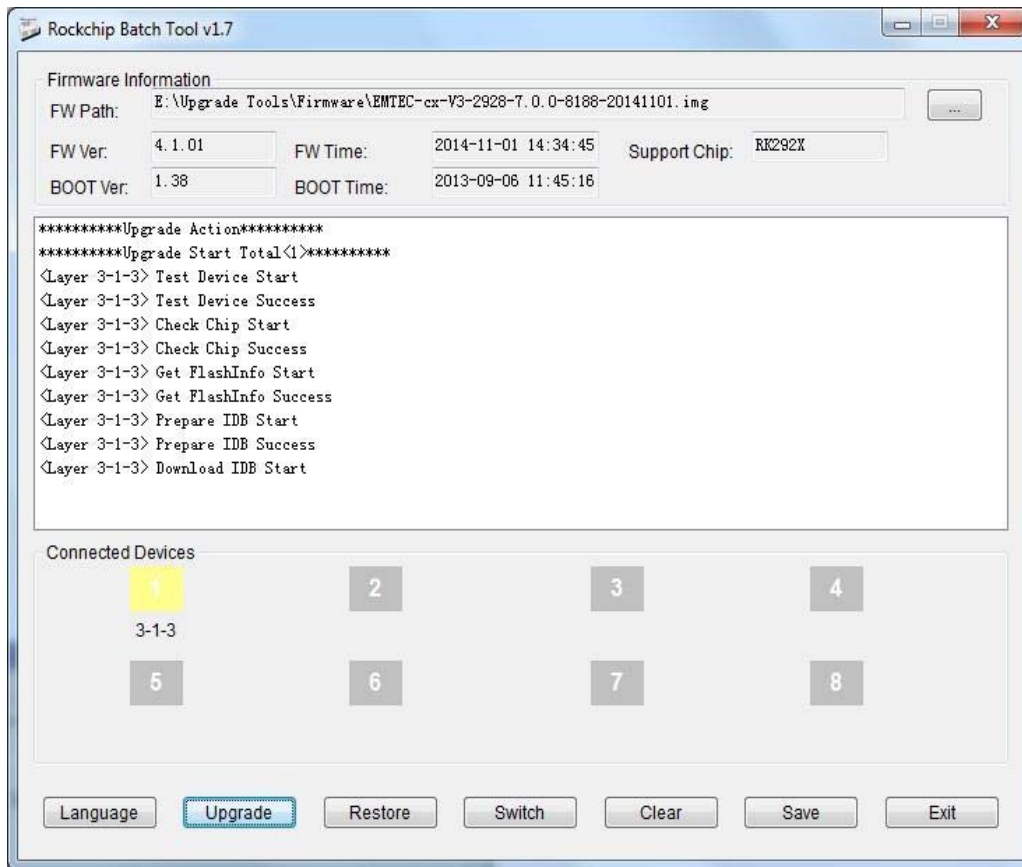 Rockchip Batch Tool v1.7
Firmware Information
FW Path: E:\Upgrade Tools\Firmware\EMTEC-cx-V3-2928-7.0.0-8188-20141101.img ...
FW Ver: 4.1.01 FW Time: 2014-11-01 14:34:45 Support Chip: RK292X
BOOT Ver: 1.38 BOOT Time: 2013-09-06 11:45:16
**********Upgrade Action**********
**********Upgrade Start Total<1>**********
<Layer 3-1-3> Test Device Start
<Layer 3-1-3> Test Device Success
<Layer 3-1-3> Check Chip Start
<Layer 3-1-3> Check Chip Success
<Layer 3-1-3> Get FlashInfo Start
<Layer 3-1-3> Get FlashInfo Success
<Layer 3-1-3> Prepare IDB Start
<Layer 3-1-3> Prepare IDB Success
<Layer 3-1-3> Download IDB Start
Connected Devices
1 2 3 4
3-1-3
5 6 7 8
Language Upgrade Restore Switch Clear Save Exit